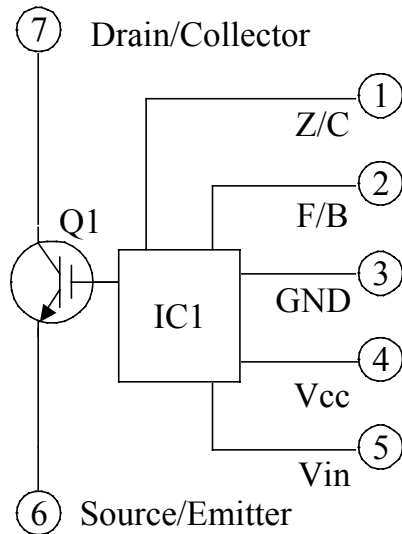 7 Drain/Collector
1
Z/C
2
Q1
F/B
3
IC1
GND
4
Vcc
5
Vin
6 Source/Emitter